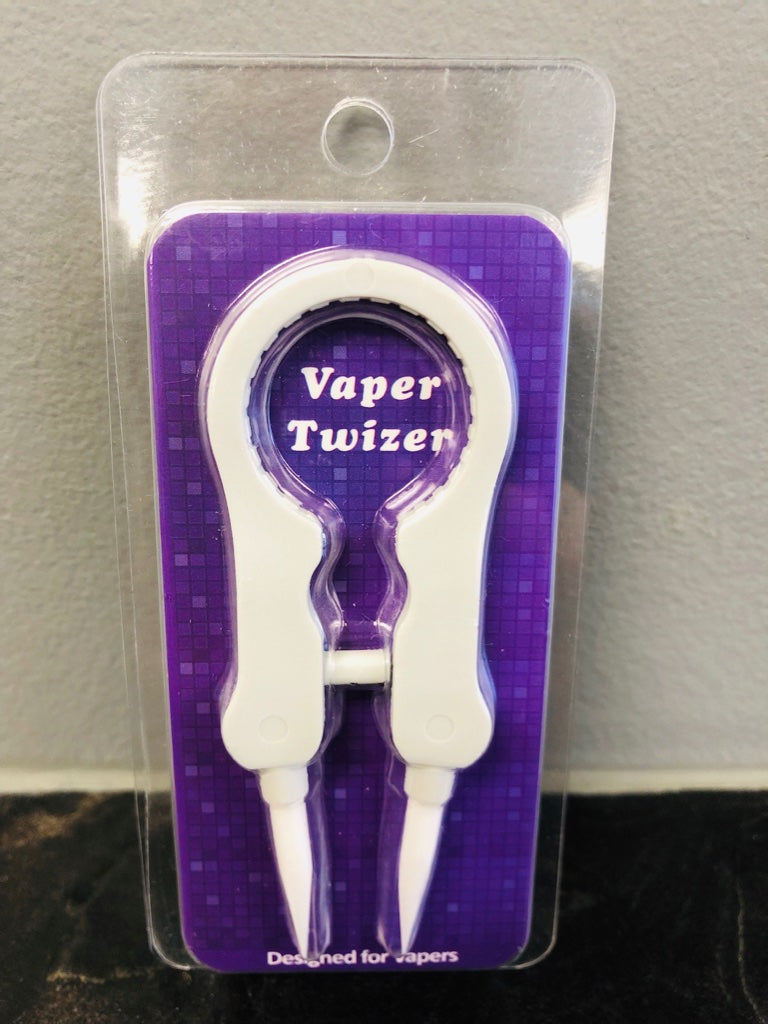 Vaper
Twizer
Designed for Vapers